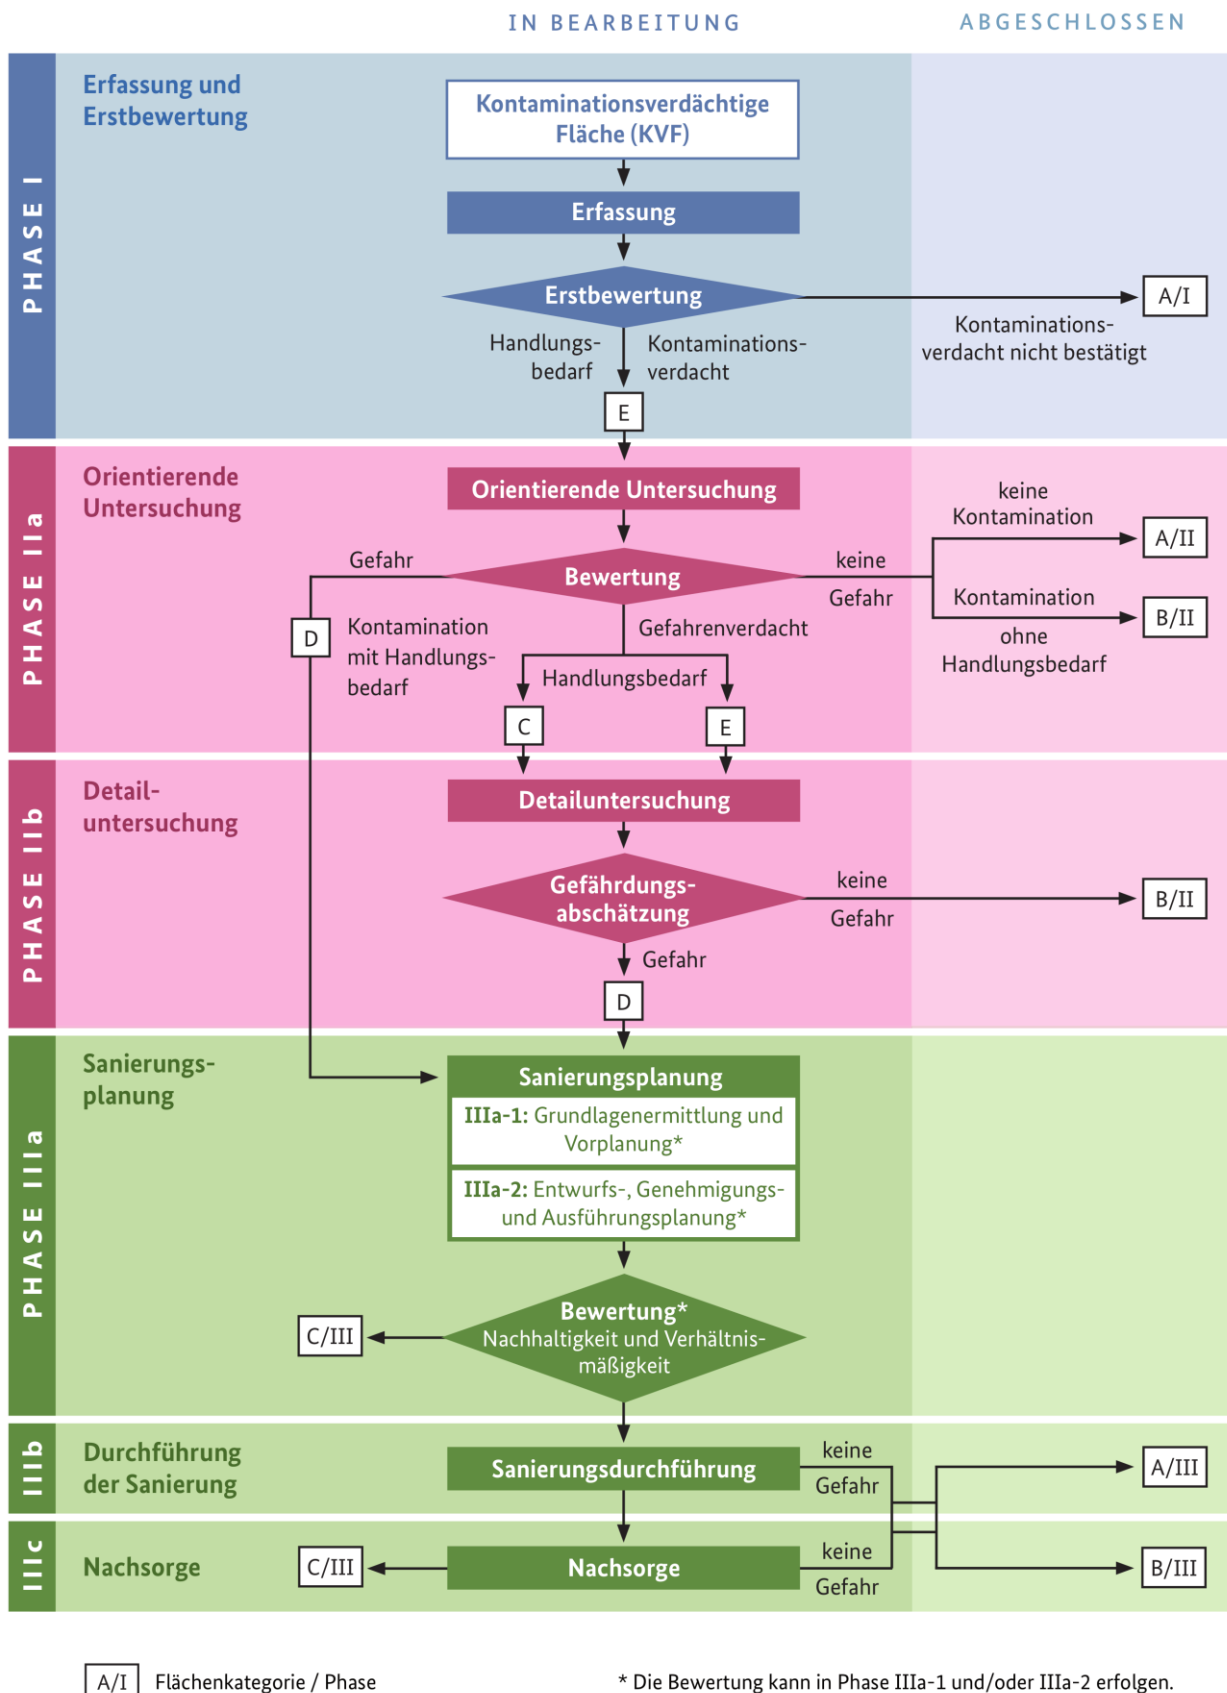 IN BEARBEITUNG
ABGESCHLOSSEN
PHASE I
Erfassung und
Erstbewertung
Kontaminationsverdächtige
Fläche (KVF)
Erfassung
Erstbewertung
A/I
Handlungs-
bedarf
Kontaminations-
verdacht
Kontaminations-
verdacht nicht bestätigt
E
PHASE IIa
Orientierende
Untersuchung
Orientierende Untersuchung
keine
Kontamination
A/II
Gefahr
Bewertung
keine
Gefahr
Kontamination
B/II
ohne
Handlungsbedarf
D
Kontamination
mit Handlungs-
bedarf
Gefahrenverdacht
Handlungsbedarf
C
E
PHASE IIb
Detail-
untersuchung
Detailuntersuchung
Gefährdungs-
abschätzung
keine
Gefahr
B/II
Gefahr
D
PHASE IIIa
Sanierungs-
planung
Sanierungsplanung
IIIa-1: Grundlagenermittlung und
Vorplanung*
IIIa-2: Entwurfs-, Genehmigungs-
und Ausführungsplanung*
Bewertung*
Nachhaltigkeit und Verhältnis-
mäßigkeit
C/III
IIIb
Durchführung
der Sanierung
Sanierungsdurchführung
keine
Gefahr
A/III
IIIc
Nachsorge
C/III
Nachsorge
keine
Gefahr
B/III
A/I
Flächenkategorie / Phase
* Die Bewertung kann in Phase IIIa-1 und/oder IIIa-2 erfolgen.